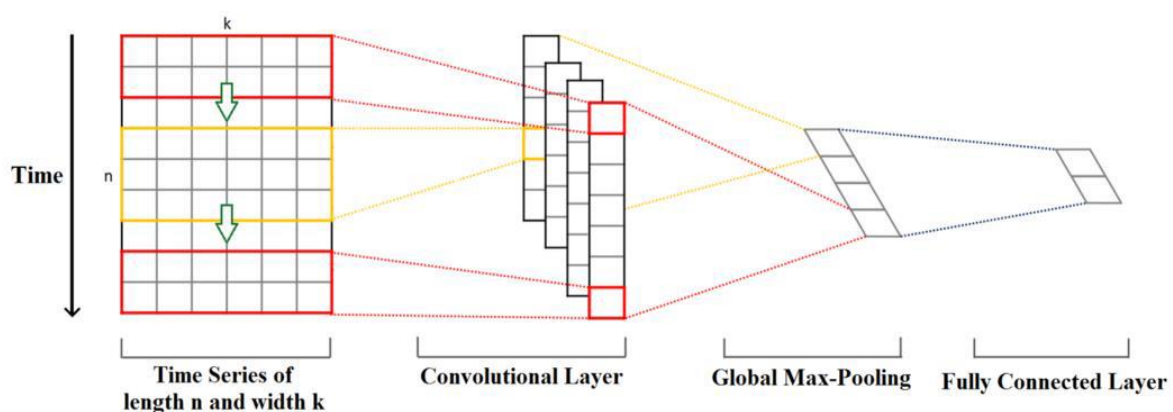 k
Time
n
Time Series of
length n and width k
Convolutional Layer
Global Max-Pooling
Fully Connected Layer